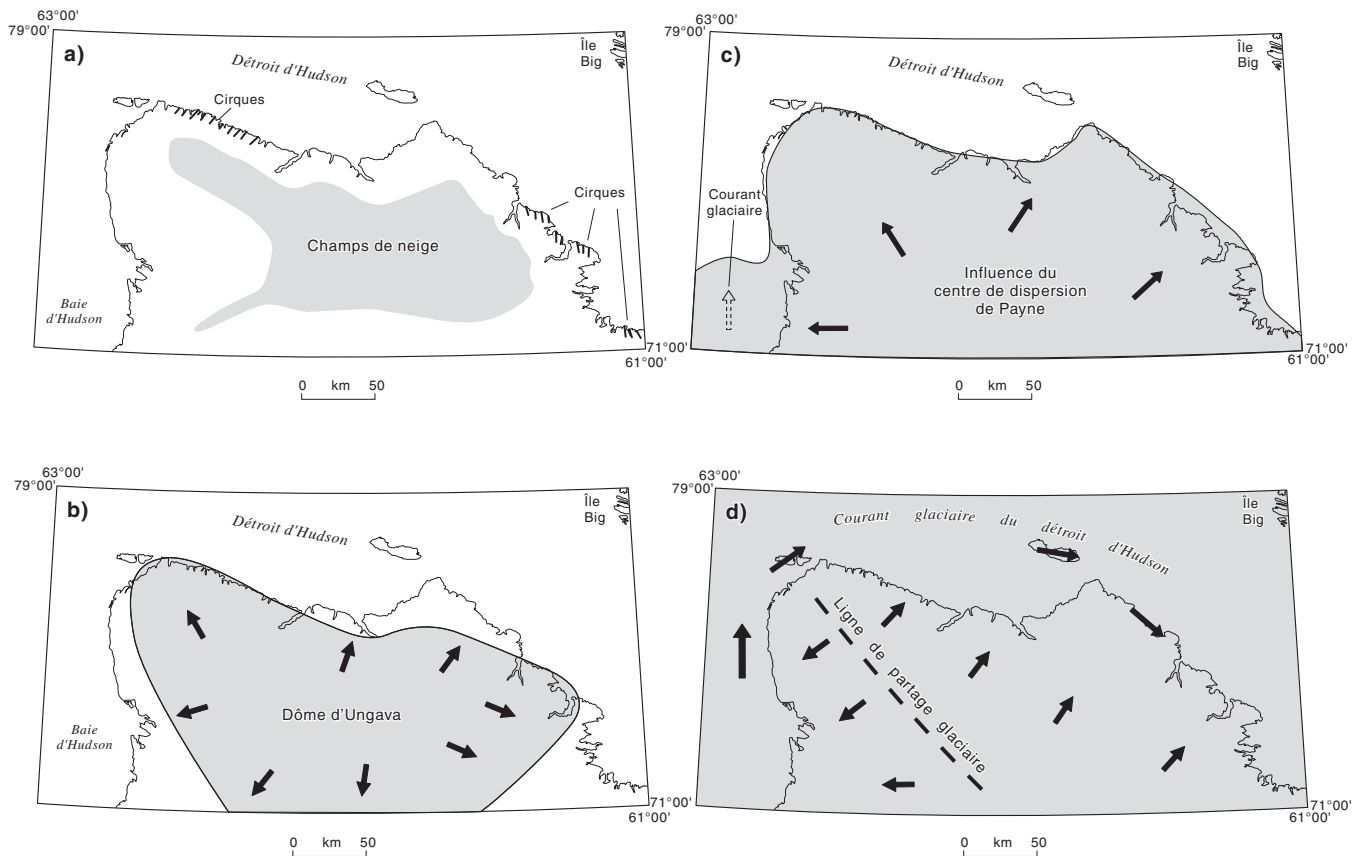 63°00'
79°00'
a)
Détroit d'Hudson
Île
Big
Cirques
Cirques
Champs de neige
Baie
d'Hudson
71°00'
61°00'
0 km 50
63°00'
79°00'
c)
Détroit d'Hudson
Île
Big
Courant
glaciaire
Influence du
centre de dispersion
de Payne
71°00'
61°00'
0 km 50
63°00'
79°00'
b)
Détroit d'Hudson
Île
Big
Dôme d'Ungava
Baie
d'Hudson
71°00'
61°00'
0 km 50
63°00'
79°00'
d)
Courant glaciaire du détroit d'Hudson
Île
Big
Ligne de partage glaciaire
71°00'
61°00'
0 km 50